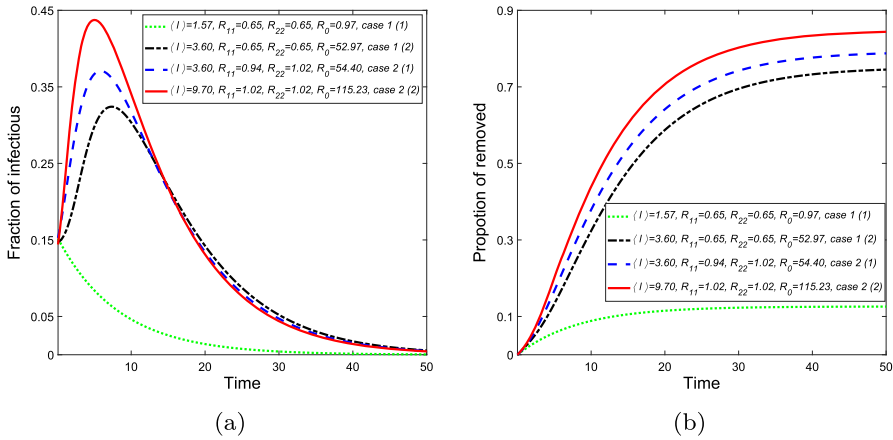 0.45
0.35
0.25
0.15
0.05
0
10
20
30
40
50
Fraction of infectious
Time
⟨l⟩=1.57, R11=0.65, R22=0.65, R0=0.97, case 1 (1)
⟨l⟩=3.60, R11=0.65, R22=0.65, R0=52.97, case 1 (2)
⟨l⟩=3.60, R11=0.94, R22=1.02, R0=54.40, case 2 (1)
⟨l⟩=9.70, R11=1.02, R22=1.02, R0=115.23, case 2 (2)
(a)
0.9
0.7
0.5
0.3
0.1
0
10
20
30
40
50
Propotion of removed
Time
⟨l⟩=1.57, R11=0.65, R22=0.65, R0=0.97, case 1 (1)
⟨l⟩=3.60, R11=0.65, R22=0.65, R0=52.97, case 1 (2)
⟨l⟩=3.60, R11=0.94, R22=1.02, R0=54.40, case 2 (1)
⟨l⟩=9.70, R11=1.02, R22=1.02, R0=115.23, case 2 (2)
(b)